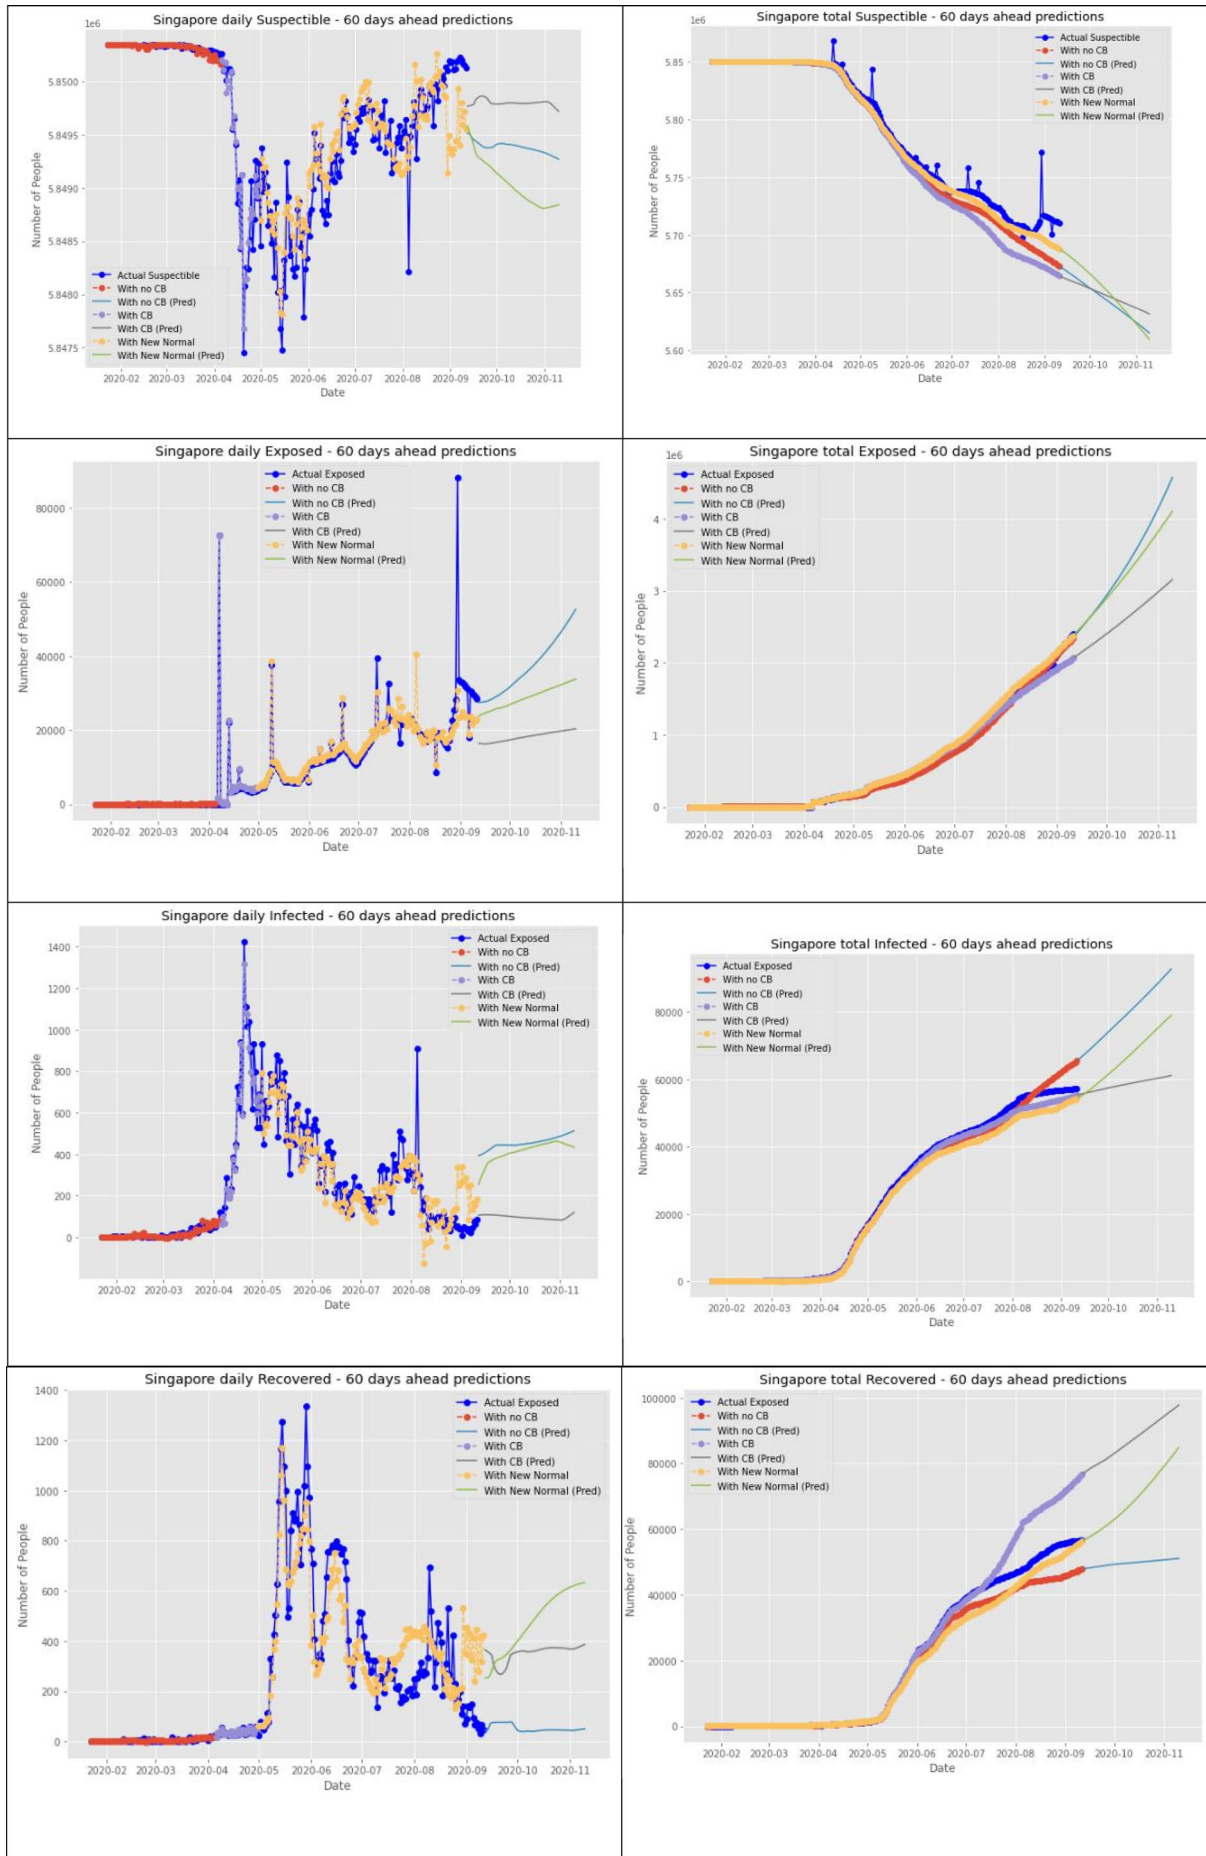 Singapore daily Suspectible - 60 days ahead predictions
1e6
5.8500
5.8495
5.8490
5.8485
5.8480
5.8475
Number of People
Actual Suspectible
With no CB
With no CB (Pred)
With CB
With CB (Pred)
With New Normal
With New Normal (Pred)
2020-02 2020-03 2020-04 2020-05 2020-06 2020-07 2020-08 2020-09 2020-10 2020-11
Date
Singapore total Suspectible - 60 days ahead predictions
1e6
5.85
5.80
5.75
5.70
5.65
5.60
Number of People
Actual Suspectible
With no CB
With no CB (Pred)
With CB
With CB (Pred)
With New Normal
With New Normal (Pred)
2020-02 2020-03 2020-04 2020-05 2020-06 2020-07 2020-08 2020-09 2020-10 2020-11
Date
Singapore daily Exposed - 60 days ahead predictions
80000
60000
40000
20000
0
Number of People
Actual Exposed
With no CB
With no CB (Pred)
With CB
With CB (Pred)
With New Normal
With New Normal (Pred)
2020-02 2020-03 2020-04 2020-05 2020-06 2020-07 2020-08 2020-09 2020-10 2020-11
Date
Singapore total Exposed - 60 days ahead predictions
1e6
4
3
2
1
0
Number of People
Actual Exposed
With no CB
With no CB (Pred)
With CB
With CB (Pred)
With New Normal
With New Normal (Pred)
2020-02 2020-03 2020-04 2020-05 2020-06 2020-07 2020-08 2020-09 2020-10 2020-11
Date
Singapore daily Infected - 60 days ahead predictions
1400
1200
1000
800
600
400
200
0
Number of People
Actual Exposed
With no CB
With no CB (Pred)
With CB
With CB (Pred)
With New Normal
With New Normal (Pred)
2020-02 2020-03 2020-04 2020-05 2020-06 2020-07 2020-08 2020-09 2020-10 2020-11
Date
Singapore total Infected - 60 days ahead predictions
80000
60000
40000
20000
0
Number of People
Actual Exposed
With no CB
With no CB (Pred)
With CB
With CB (Pred)
With New Normal
With New Normal (Pred)
2020-02 2020-03 2020-04 2020-05 2020-06 2020-07 2020-08 2020-09 2020-10 2020-11
Date
Singapore daily Recovered - 60 days ahead predictions
1400
1200
1000
800
600
400
200
0
Number of People
Actual Exposed
With no CB
With no CB (Pred)
With CB
With CB (Pred)
With New Normal
With New Normal (Pred)
2020-02 2020-03 2020-04 2020-05 2020-06 2020-07 2020-08 2020-09 2020-10 2020-11
Date
Singapore total Recovered - 60 days ahead predictions
100000
80000
60000
40000
20000
0
Number of People
Actual Exposed
With no CB
With no CB (Pred)
With CB
With CB (Pred)
With New Normal
With New Normal (Pred)
2020-02 2020-03 2020-04 2020-05 2020-06 2020-07 2020-08 2020-09 2020-10 2020-11
Date